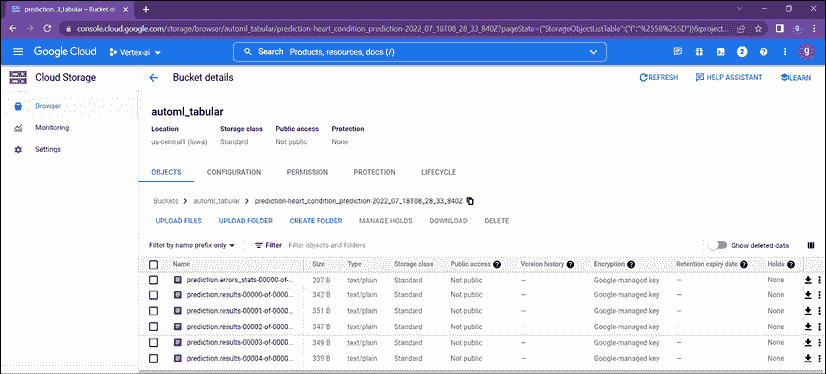 prediction...t_tabular) – Bucket d
console.cloud.google.com/storage/browser/automl_tabular/prediction-heart_condition_prediction-2022_07_18T08_28_33_840Z?pageState=("StorageObjectListTable":("f":"%255B%255D"))&project...
Google Cloud Vertex-ai Search Products, resources, docs (/) 2 g
Cloud Storage Bucket details REFRESH HELP ASSISTANT LEARN
Browser
Monitoring
Settings
automl_tabular
Location Storage class Public access Protection
us-central1 (Iowa) Standard Not public None
OBJECTS CONFIGURATION PERMISSION PROTECTION LIFECYCLE
Buckets > automl_tabular > prediction-heart_condition_prediction-2022_07_18T08_28_33_840Z
UPLOAD FILES UPLOAD FOLDER CREATE FOLDER MANAGE HOLDS DOWNLOAD DELETE
Filter by name prefix only Filter Filter objects and folders Show deleted data
Name Size Type Storage class Public access Version history Encryption Retention expiry date Holds
prediction.errors_stats-00000-of-... 207 B text/plain Standard Not public – Google-managed key – None
prediction.results-00000-of-0000... 342 B text/plain Standard Not public – Google-managed key – None
prediction.results-00001-of-0000... 351 B text/plain Standard Not public – Google-managed key – None
prediction.results-00002-of-0000... 347 B text/plain Standard Not public – Google-managed key – None
prediction.results-00003-of-0000... 349 B text/plain Standard Not public – Google-managed key – None
prediction.results-00004-of-0000... 339 B text/plain Standard Not public – Google-managed key – None